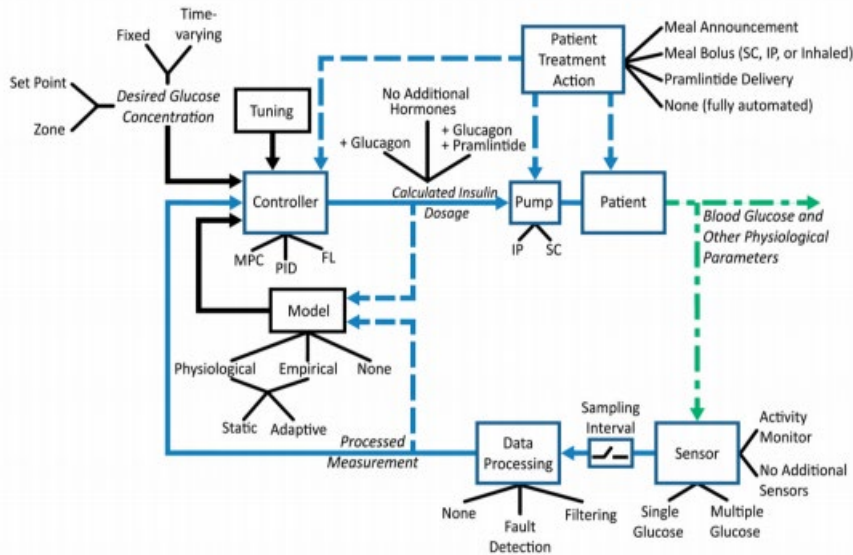 Time-
varying
Fixed
Set Point
Desired Glucose
Concentration
Zone
Tuning
No Additional
Hormones
+ Glucagon
+ Glucagon
+ Pramlintide
Patient
Treatment
Action
Meal Announcement
Meal Bolus (SC, IP, or Inhaled)
Pramlintide Delivery
None (fully automated)
Controller
Calculated Insulin
Dosage
Pump
Patient
Blood Glucose and
Other Physiological
Parameters
MPC
PID
FL
IP
SC
Model
Physiological
Empirical
None
Static
Adaptive
Processed
Measurement
Data
Processing
Sampling
Interval
Sensor
Activity
Monitor
No Additional
Sensors
None
Fault
Detection
Filtering
Single
Glucose
Multiple
Glucose